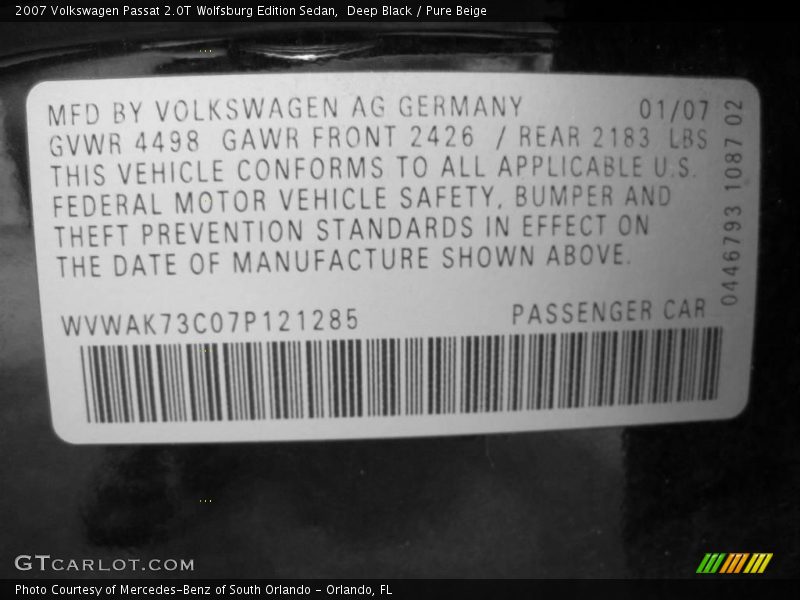 2007 Volkswagen Passat 2.0T Wolfsburg Edition Sedan,  Deep Black / Pure Beige
MFD BY VOLKSWAGEN AG GERMANY 01/07
GVWR 4498 GAWR FRONT 2426 / REAR 2183 LBS
THIS VEHICLE CONFORMS TO ALL APPLICABLE U.S.
FEDERAL MOTOR VEHICLE SAFETY, BUMPER AND
THEFT PREVENTION STANDARDS IN EFFECT ON
THE DATE OF MANUFACTURE SHOWN ABOVE.
0446793 1087 02
WVWAK73C07P121285 PASSENGER CAR
GTCARLOT.COM
Photo Courtesy of Mercedes-Benz of South Orlando - Orlando, FL